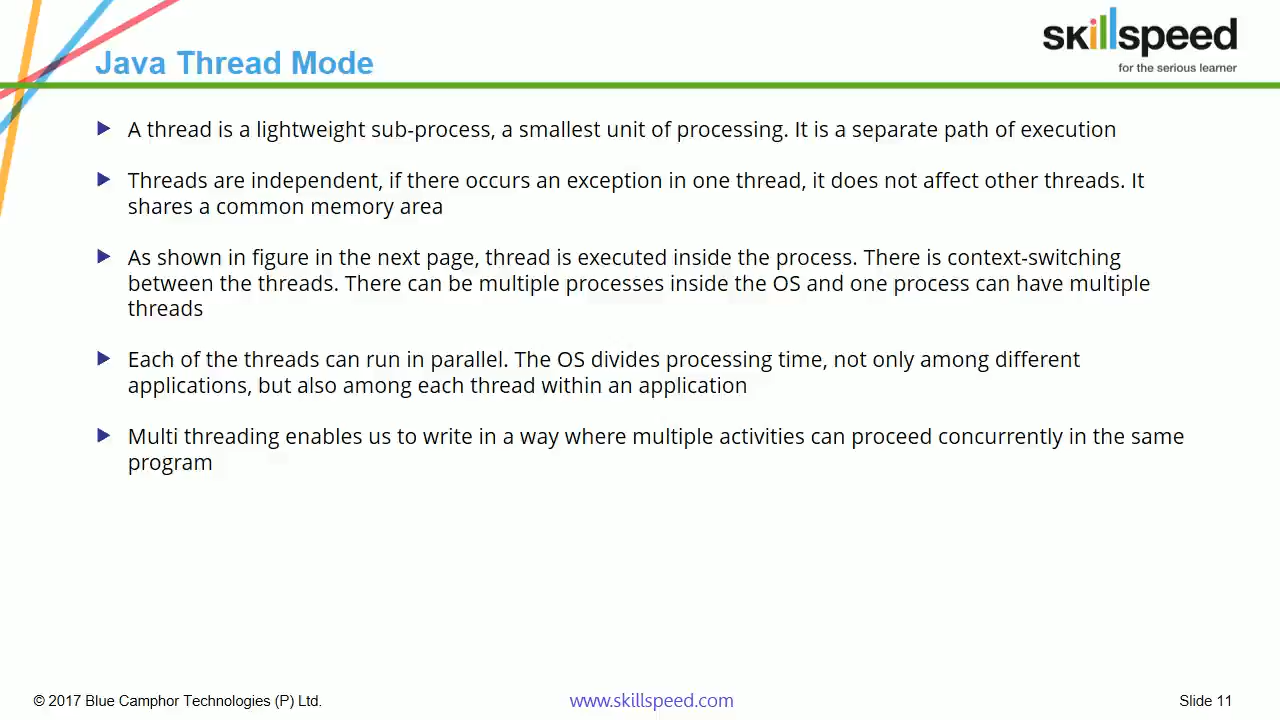 skillspeed
for the serious learner
Java Thread Mode
A thread is a lightweight sub-process, a smallest unit of processing. It is a separate path of execution
Threads are independent, if there occurs an exception in one thread, it does not affect other threads. It
shares a common memory area
As shown in figure in the next page, thread is executed inside the process. There is context-switching
between the threads. There can be multiple processes inside the OS and one process can have multiple
threads
Each of the threads can run in parallel. The OS divides processing time, not only among different
applications, but also among each thread within an application
Multi threading enables us to write in a way where multiple activities can proceed concurrently in the same
program
© 2017 Blue Camphor Technologies (P) Ltd.
www.skillspeed.com
Slide 11